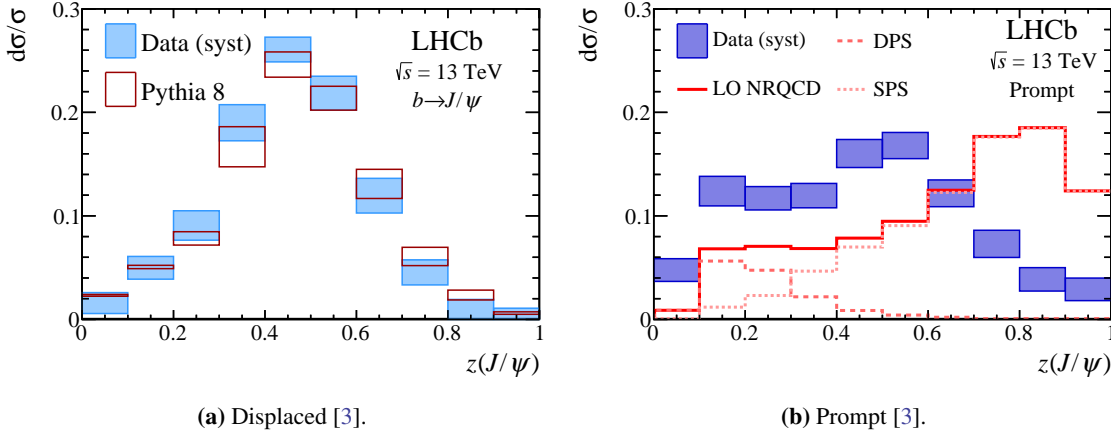 dσ/σ
0.3
0.2
0.1
0
Data (syst)
Pythia 8
LHCb
√s = 13 TeV
b→J/ψ
0 0.2 0.4 0.6 0.8 1
z(J/ψ)
(a) Displaced [3].
dσ/σ
0.3
0.2
0.1
0
Data (syst)
LO NRQCD
DPS
SPS
LHCb
√s = 13 TeV
Prompt
0 0.2 0.4 0.6 0.8 1
z(J/ψ)
(b) Prompt [3].